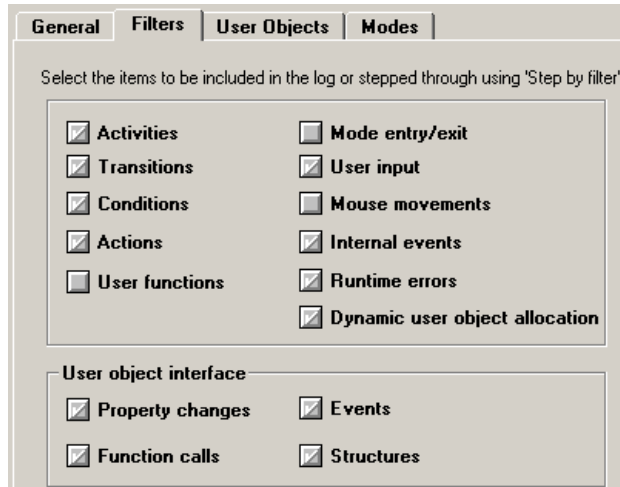 General Filters User Objects Modes
Select the items to be included in the log or stepped through using 'Step by filter'
Activities Mode entry/exit
Transitions User input
Conditions Mouse movements
Actions Internal events
User functions Runtime errors
Dynamic user object allocation
User object interface
Property changes Events
Function calls Structures